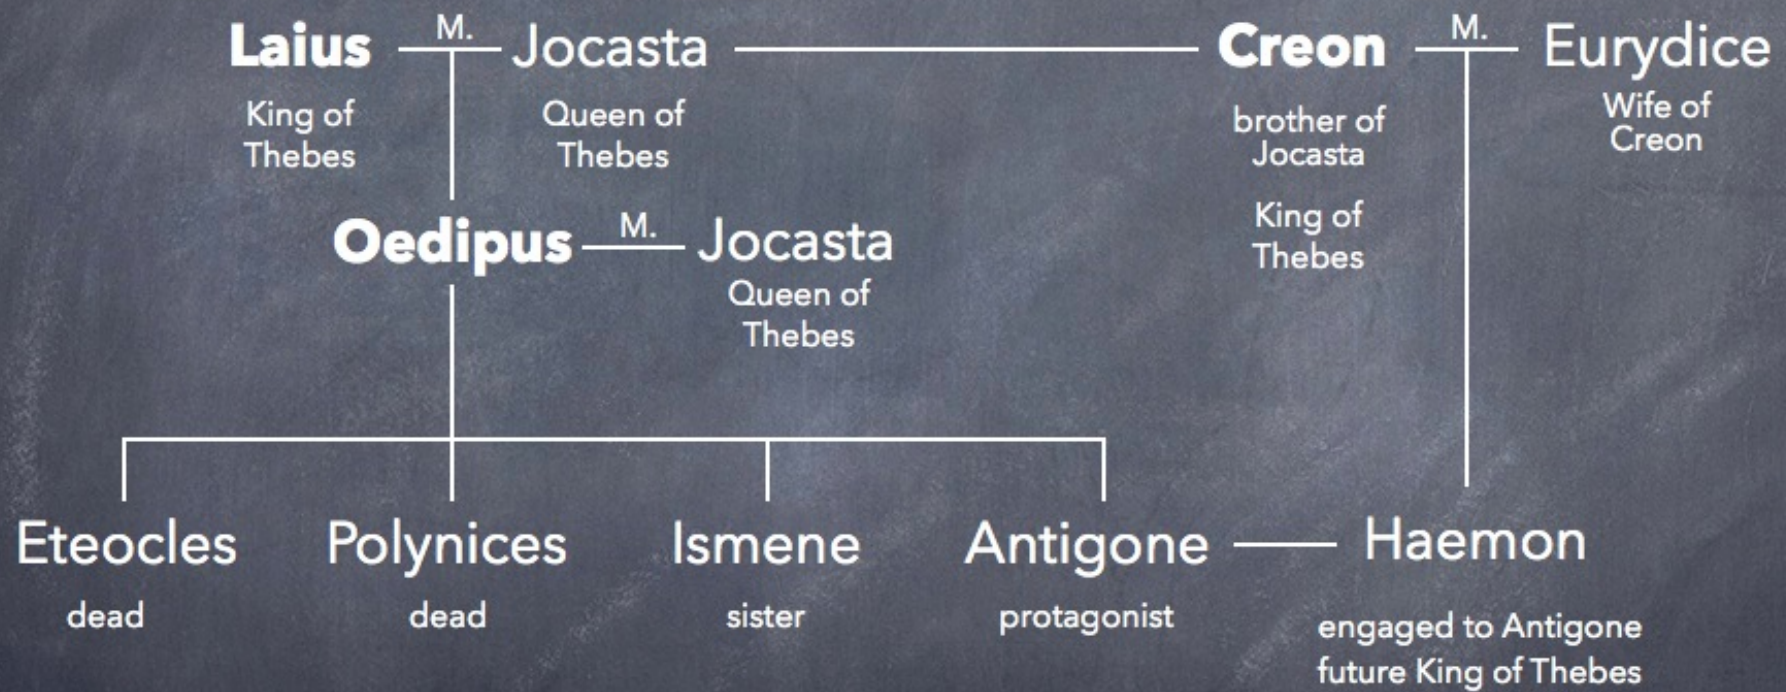 Laius M. Jocasta Creon M. Eurydice
King of
Thebes
Queen of
Thebes
brother of
Jocasta
King of
Thebes
Wife of
Creon
Oedipus M. Jocasta
Queen of
Thebes
Eteocles Polynices Ismene Antigone Haemon
dead dead sister protagonist engaged to Antigone
future King of Thebes